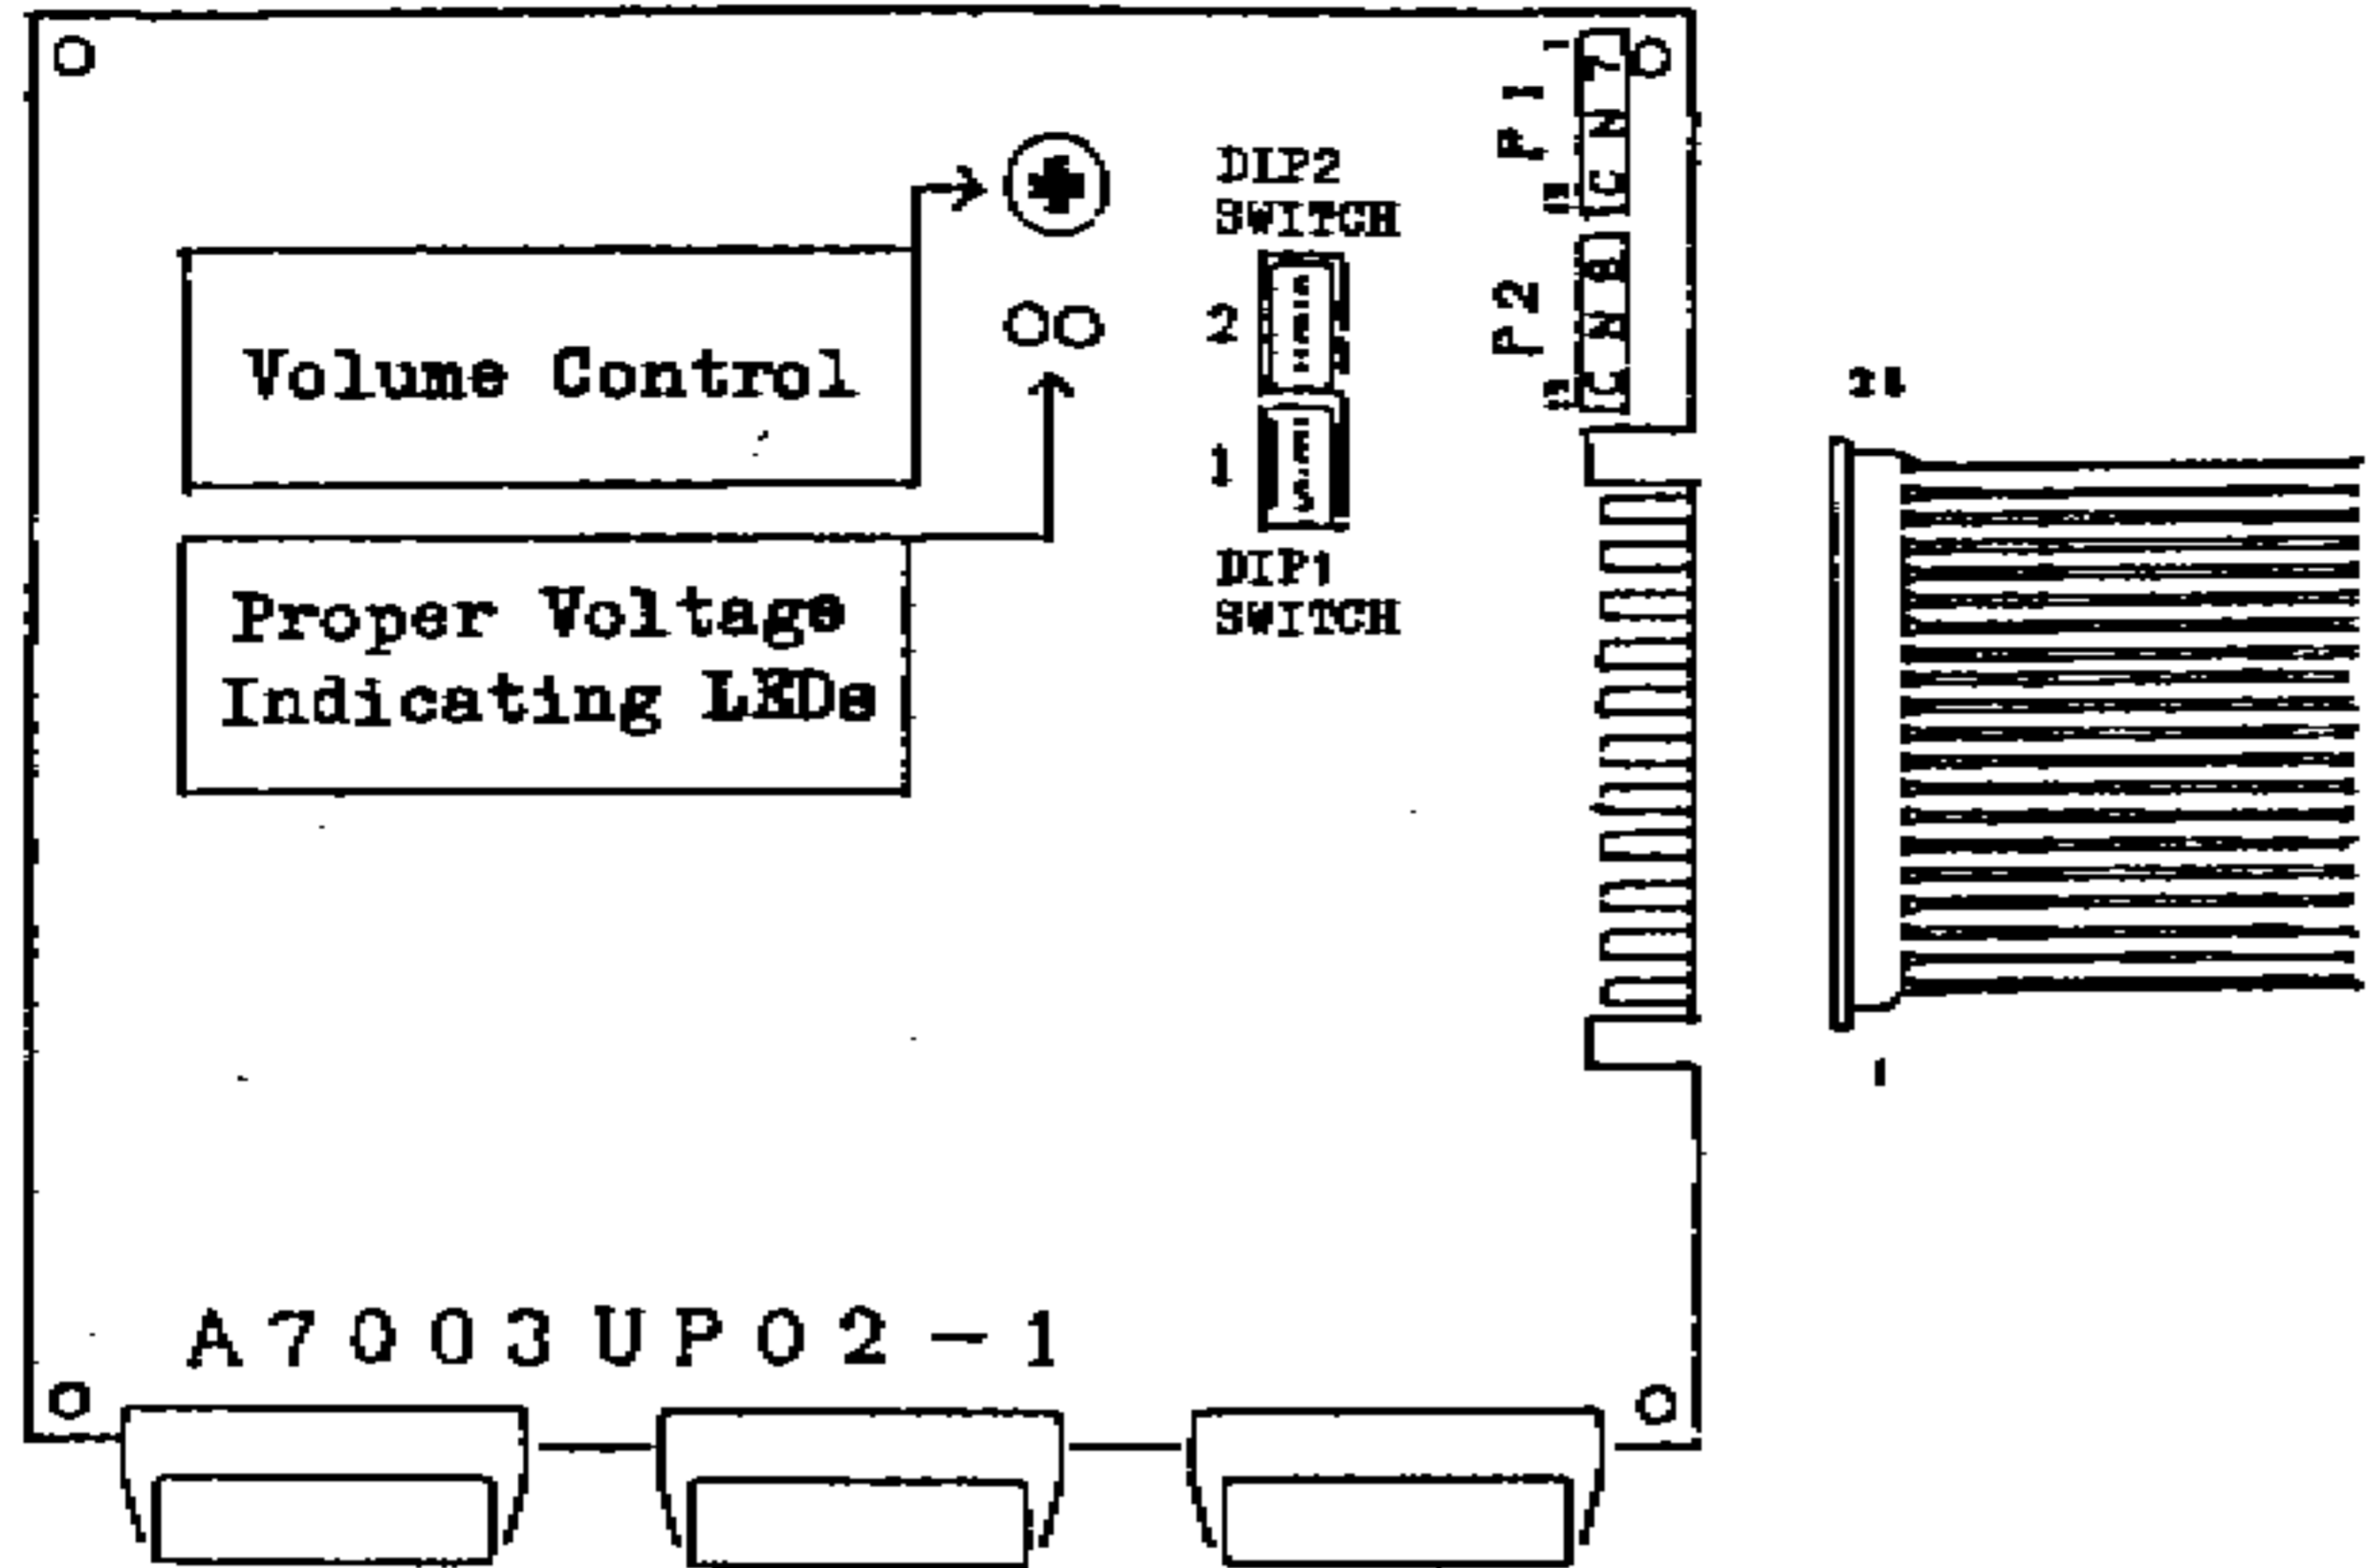 DIP2
SWITCH
P1
CN7
P2
CN8
2
1
DIP1
SWITCH
Volume Control
Proper Voltage
Indicating LEDs
1
A7003UP02-1